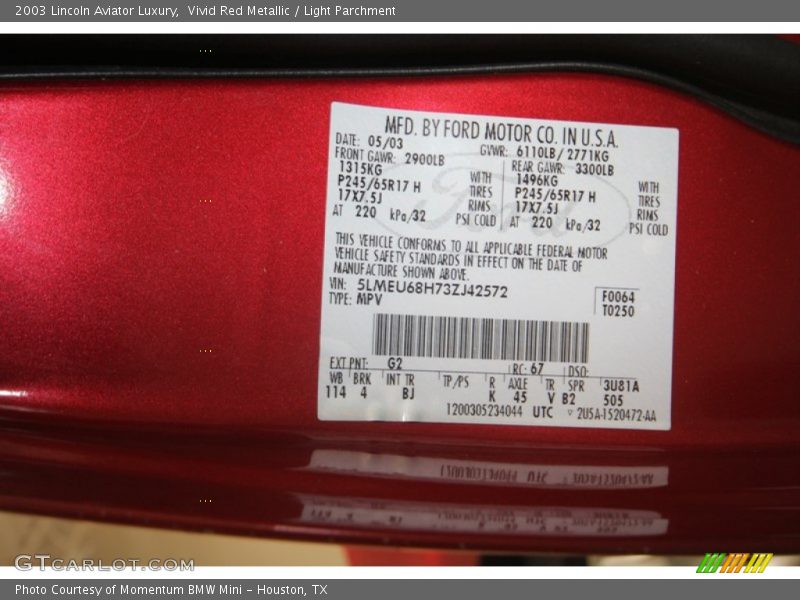 2003 Lincoln Aviator Luxury, Vivid Red Metallic / Light Parchment
MFD. BY FORD MOTOR CO. IN U.S.A.
DATE: 05/03 GVWR: 6110LB/ 2771KG
FRONT GAWR: 2900LB REAR GAWR: 3300LB
1315KG WITH 1496KG WITH
P245/65R17 H TIRES P245/65R17 H TIRES
17X7.5J RIMS 17X7.5J RIMS
AT 220 kPa/32 PSI COLD AT 220 kPa/32 PSI COLD
Ford
THIS VEHICLE CONFORMS TO ALL APPLICABLE FEDERAL MOTOR
VEHICLE SAFETY STANDARDS IN EFFECT ON THE DATE OF
MANUFACTURE SHOWN ABOVE.
VIN: 5LMEU68H73ZJ42572 F0064
TYPE: MPV T0250
EXT PNT: G2 RC: 67 DSO:
WB BRK INT TR TP/PS R AXLE TR SPR 3U81A
114 4 BJ K 45 V B2 505
1200305234044 UTC ▽ 2U5A-1520472-AA
GTCARLOT.COM
Photo Courtesy of Momentum BMW Mini - Houston, TX